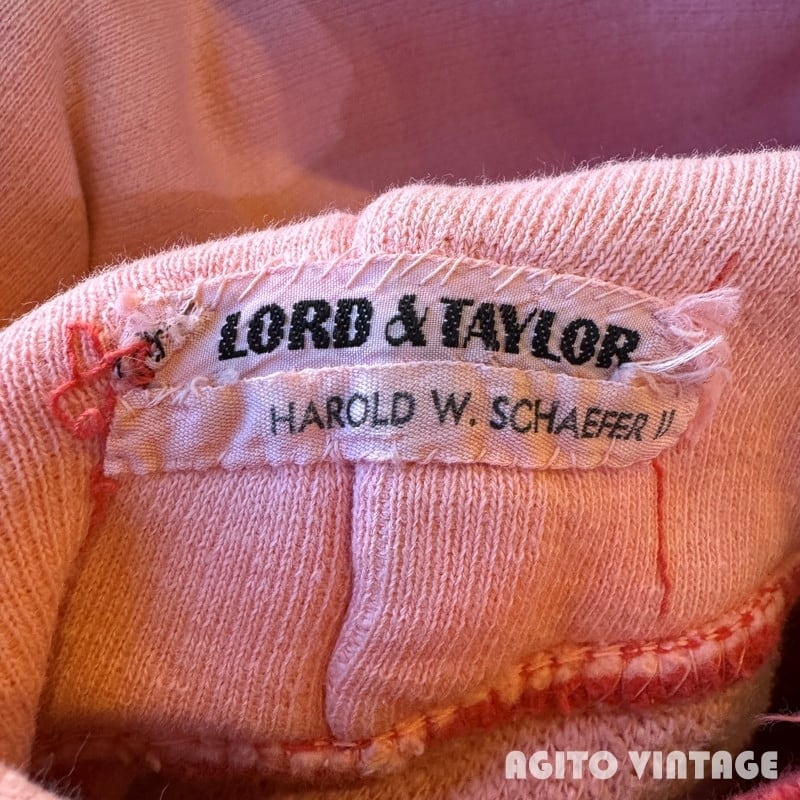 LORD & TAYLOR
HAROLD W. SCHAEFER II
AGITO VINTAGE